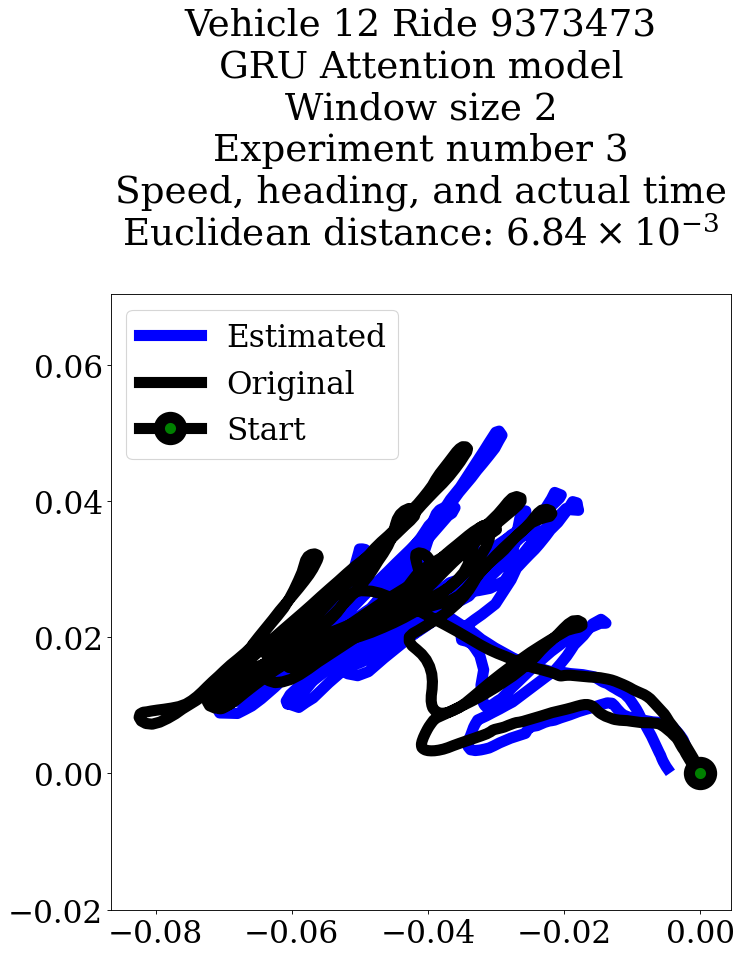 Vehicle 12 Ride 9373473
GRU Attention model
Window size 2
Experiment number 3
Speed, heading, and actual time
Euclidean distance: 6.84 × 10⁻³
Estimated
Original
Start
0.06
0.04
0.02
0.00
−0.02
−0.08 −0.06 −0.04 −0.02 0.00